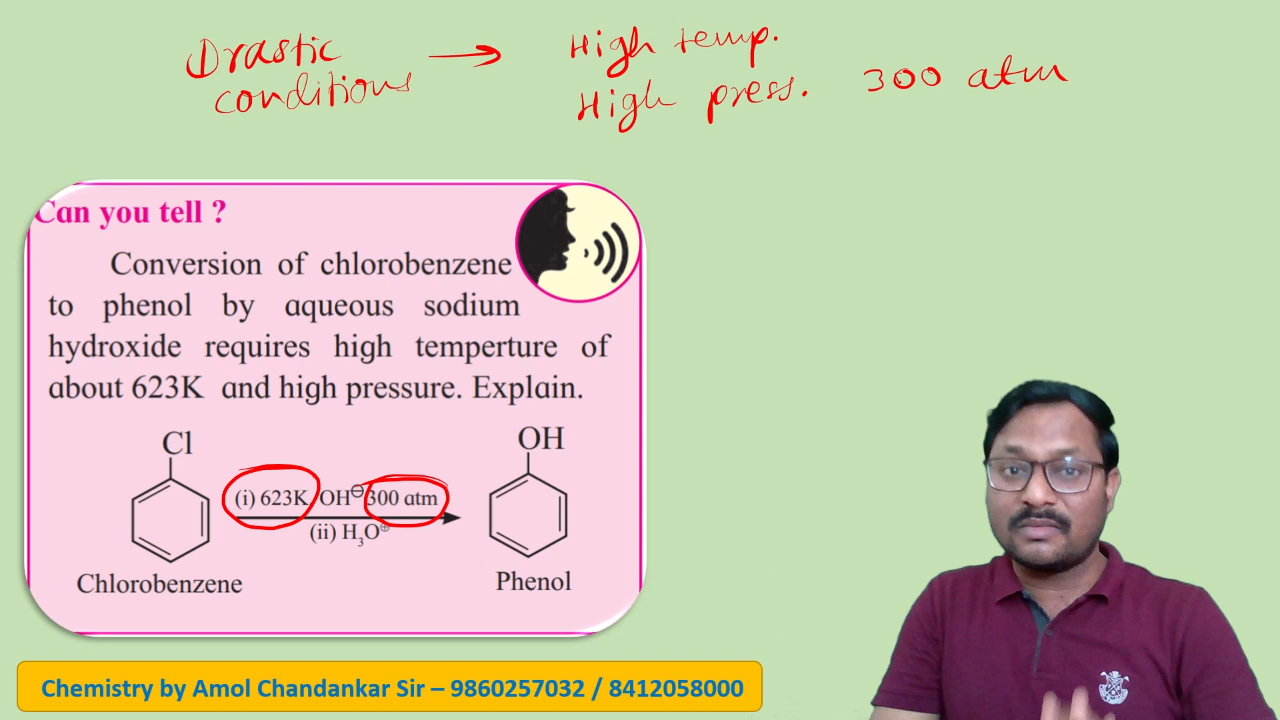 Drastic → High temp.
conditions High press. 300 atm
Can you tell ?
Conversion of chlorobenzene
to phenol by aqueous sodium
hydroxide requires high temperture of
about 623K and high pressure. Explain.
Cl
OH
(i) 623K, OH⊖ 300 atm
(ii) H₃O⊕
Chlorobenzene
Phenol
Chemistry by Amol Chandankar Sir – 9860257032 / 8412058000